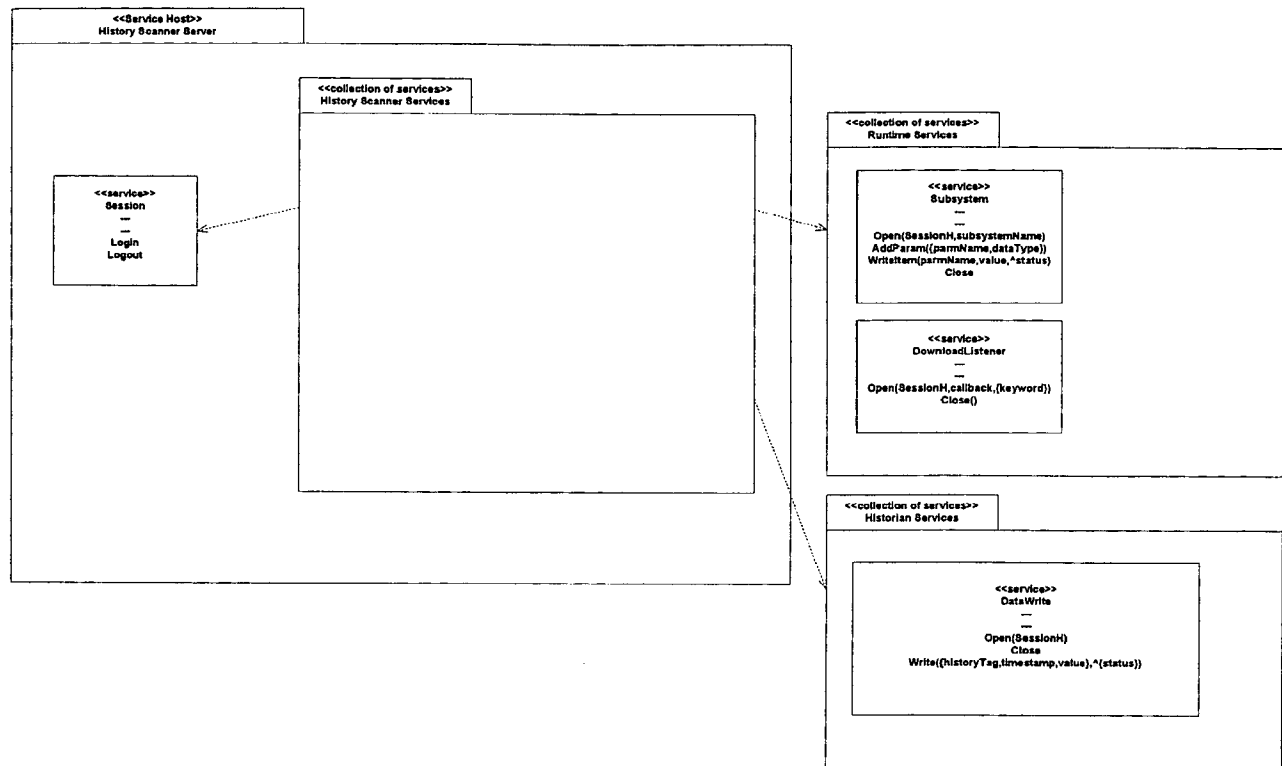 <<Service Host>>
History Scanner Server
<<collection of services>>
History Scanner Services
<<service>>
Session
---
---
Login
Logout
<<collection of services>>
Runtime Services
<<service>>
Subsystem
---
---
Open(SessionH,subsystemName)
AddParam({parmName,dataType})
WriteItem(parmName,value,^status)
Close
<<service>>
DownloadListener
---
---
Open(SessionH,callback,{keyword})
Close()
<<collection of services>>
Historian Services
<<service>>
DataWrite
---
---
Open(SessionH)
Close
Write({historyTag,timestamp,value},^{status})